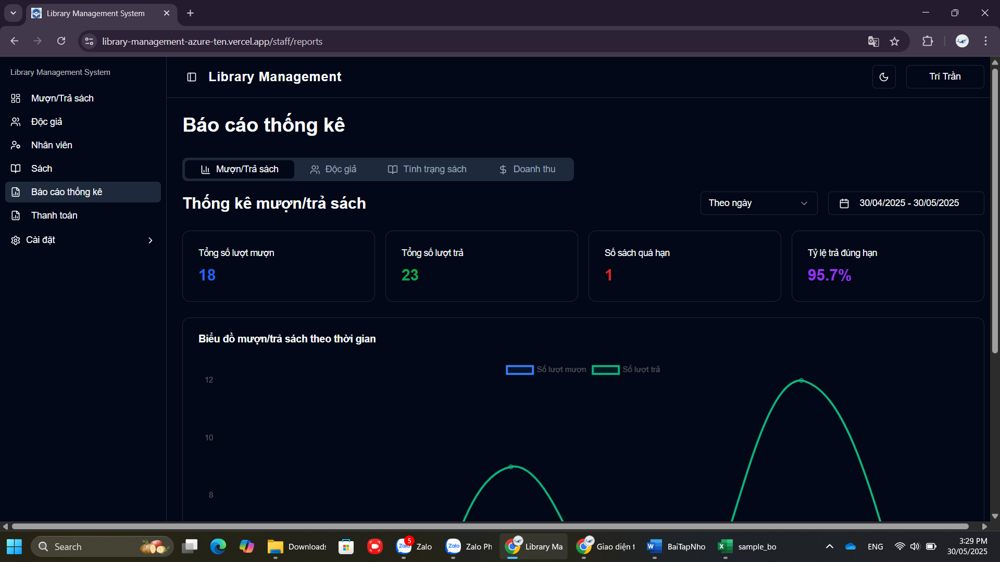 Library Management System
library-management-azure-ten.vercel.app/staff/reports
Library Management System
Mượn/Trả sách
Độc giả
Nhân viên
Sách
Báo cáo thống kê
Thanh toán
Cài đặt
Library Management
Trí Trần
Báo cáo thống kê
Mượn/Trả sách
Độc giả
Tình trạng sách
Doanh thu
Thống kê mượn/trả sách
Theo ngày
30/04/2025 - 30/05/2025
Tổng số lượt mượn
18
Tổng số lượt trả
23
Số sách quá hạn
1
Tỷ lệ trả đúng hạn
95.7%
Biểu đồ mượn/trả sách theo thời gian
Số lượt mượn
Số lượt trả
12
10
8
Search
Downloads
Zalo
5
Zalo
Zalo
Zalo Ph
Library Ma
Giao diện t
BaiTapNho
sample_bo
ENG
3:29 PM
30/05/2025